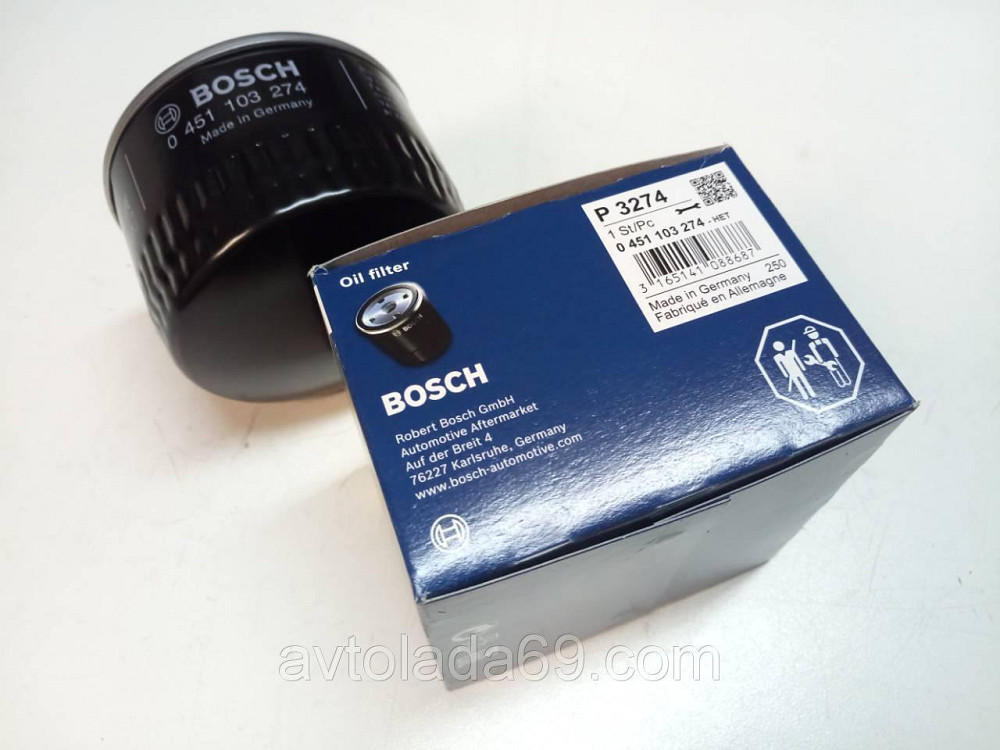 BOSCH
0 451 103 274
Made in Germany
Oil filter
BOSCH
BOSCH
Robert Bosch GmbH
Automotive Aftermarket
Auf der Breit 4
76227 Karlsruhe, Germany
www.bosch-automotive.com
P 3274
1 St/Pc
0 451 103 274 - HET
3 165141 088687
250
Made in Germany
Fabriqué en Allemagne
avtolada69.com